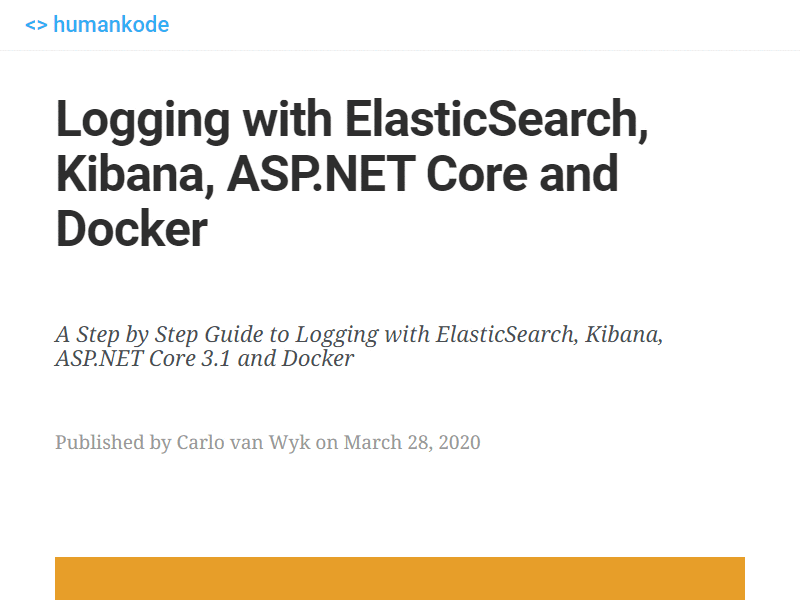 <> humankode
Logging with ElasticSearch,
Kibana, ASP.NET Core and
Docker
A Step by Step Guide to Logging with ElasticSearch, Kibana,
ASP.NET Core 3.1 and Docker
Published by Carlo van Wyk on March 28, 2020